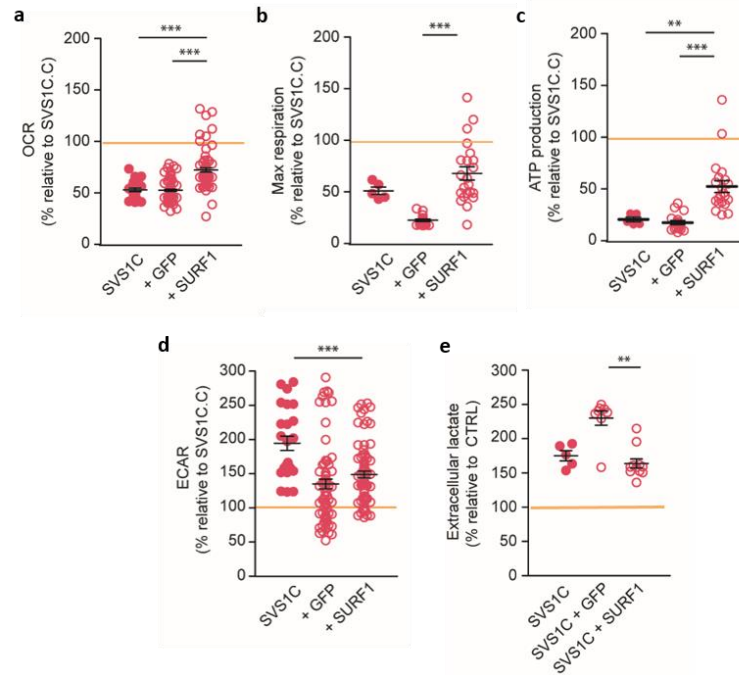 a
OCR
(% relative to SVS1C.C)
200
150
100
50
0
***
***
SVS1C
+ GFP
+ SURF1
b
Max respiration
(% relative to SVS1C.C)
200
150
100
50
0
***
SVS1C
+ GFP
+ SURF1
c
ATP production
(% relative to SVS1C.C)
200
150
100
50
0
**
***
SVS1C
+ GFP
+ SURF1
d
ECAR
(% relative to SVS1C.C)
300
250
200
150
100
50
0
***
SVS1C
+ GFP
+ SURF1
e
Extracellular lactate
(% relative to CTRL)
300
250
200
150
100
50
0
**
SVS1C
SVS1C + GFP
SVS1C + SURF1